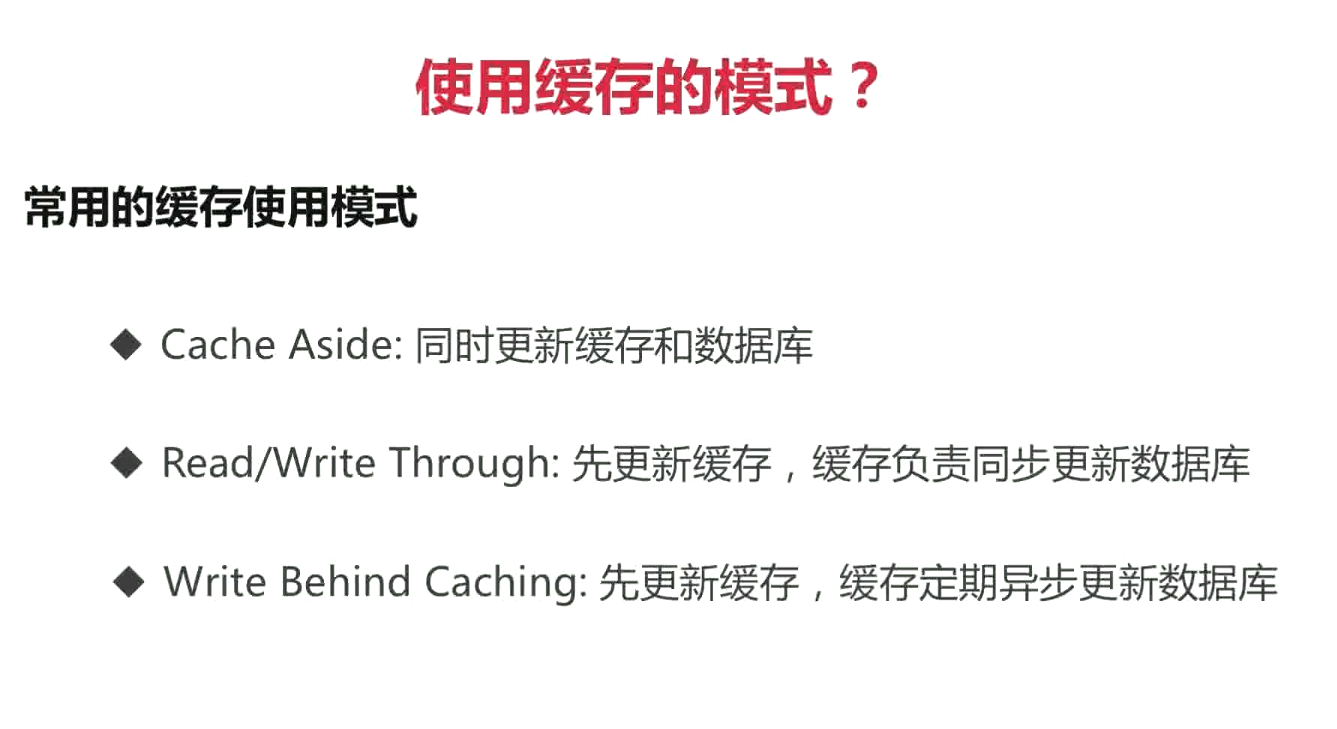 使用缓存的模式？
常用的缓存使用模式
◆ Cache Aside: 同时更新缓存和数据库
◆ Read/Write Through: 先更新缓存，缓存负责同步更新数据库
◆ Write Behind Caching: 先更新缓存，缓存定期异步更新数据库